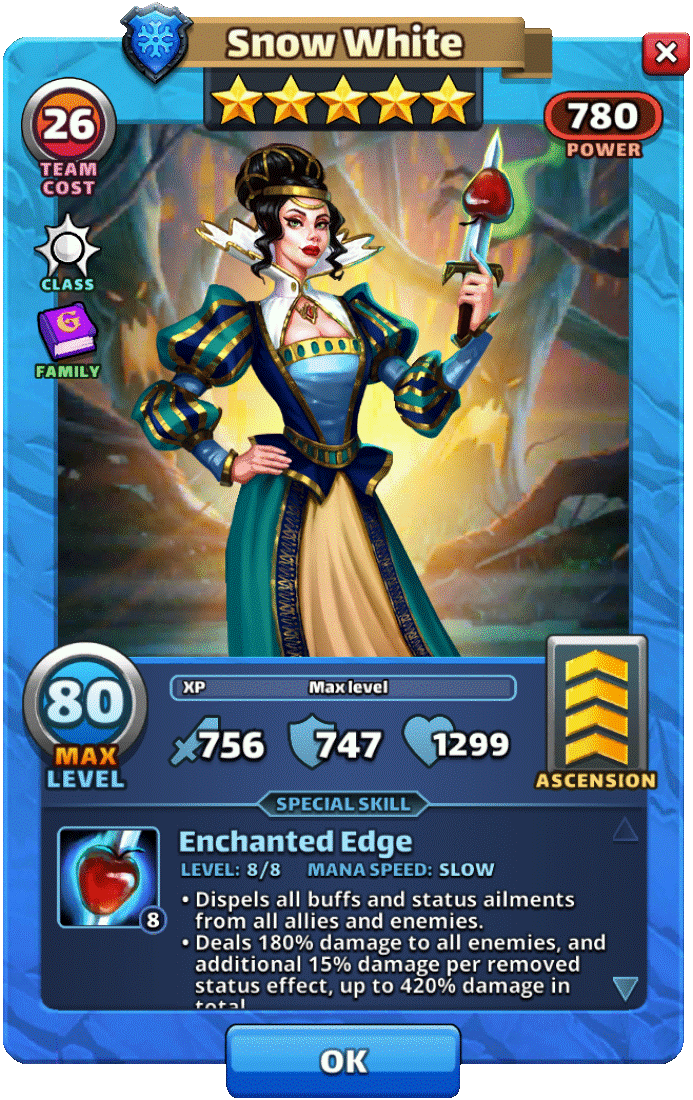 Snow White
26
TEAM
COST
780
POWER
CLASS
G
FAMILY
80
MAX
LEVEL
XP Max level
756 747 1299
ASCENSION
SPECIAL SKILL
Enchanted Edge
LEVEL: 8/8 MANA SPEED: SLOW
8
• Dispels all buffs and status ailments
from all allies and enemies.
• Deals 180% damage to all enemies, and
additional 15% damage per removed
status effect, up to 420% damage in
total
OK